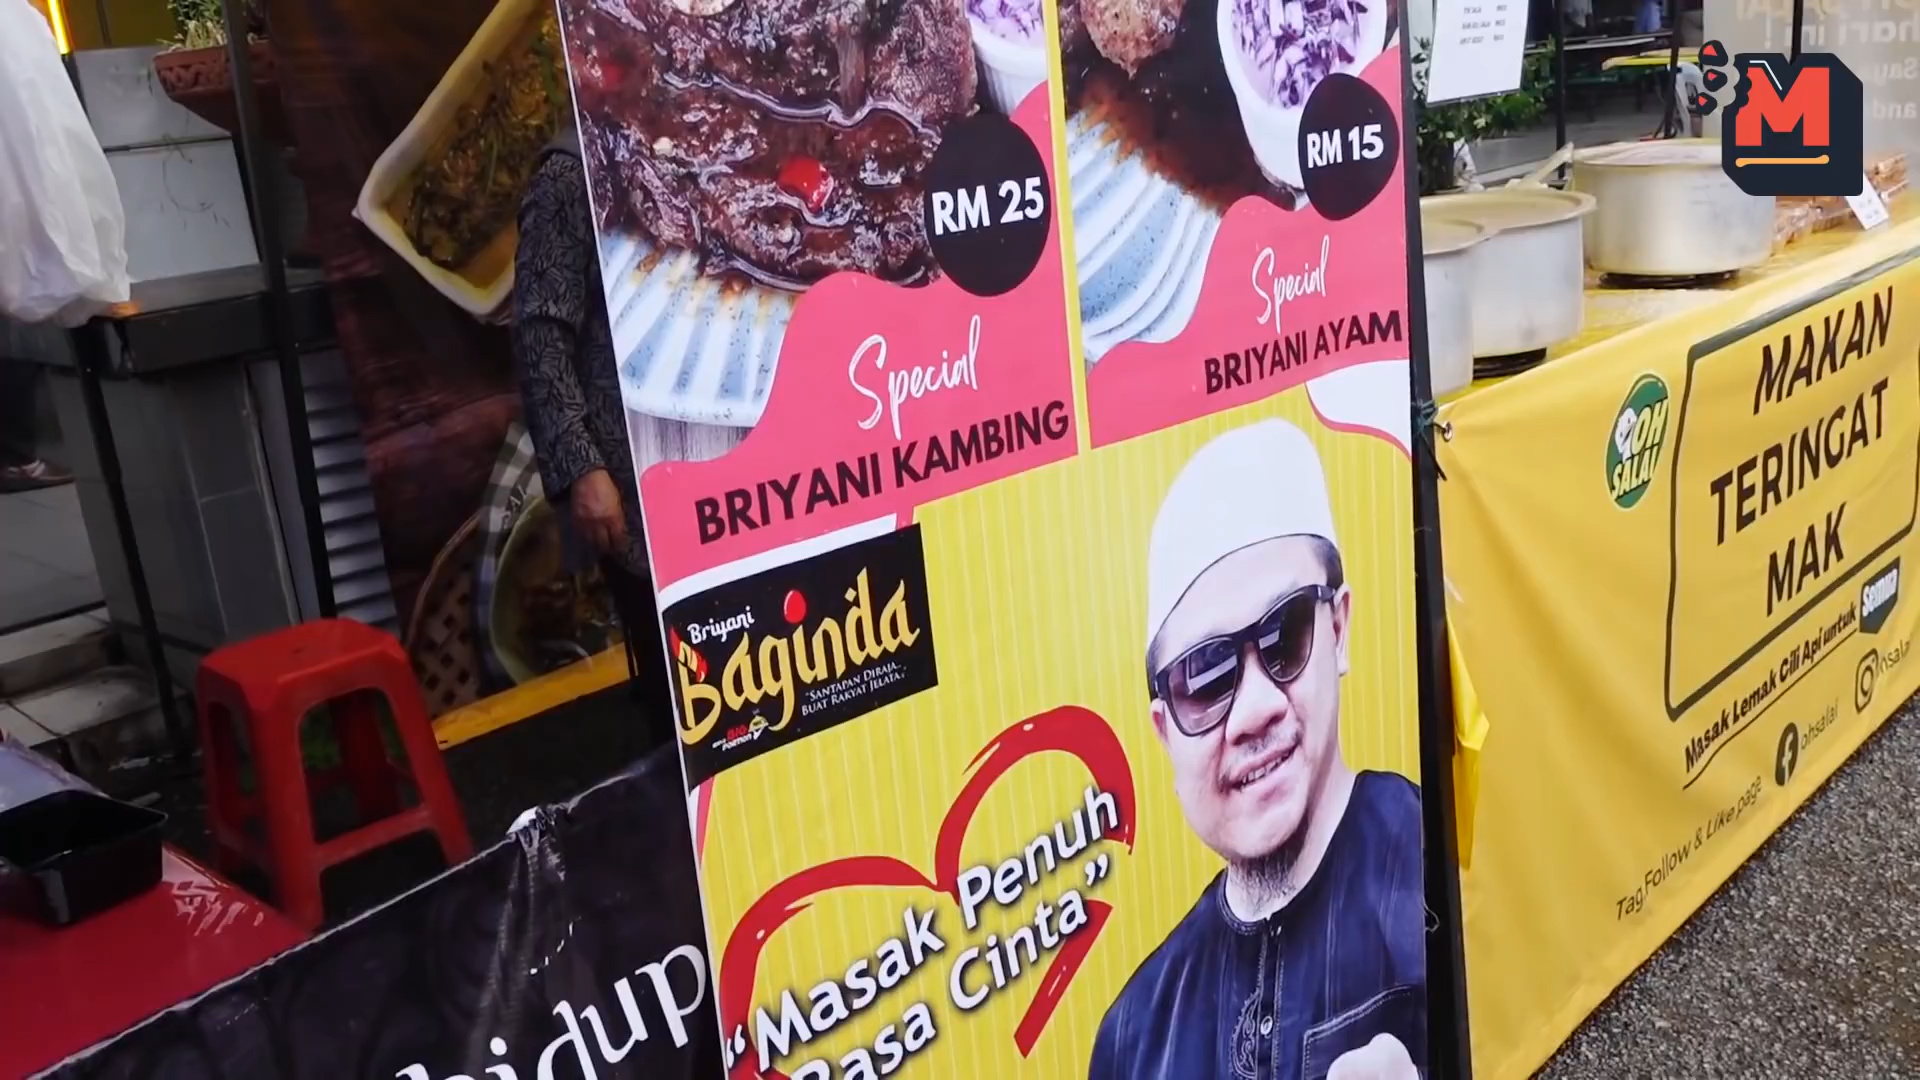 M
RM 25
RM 15
Special
BRIYANI KAMBING
Special
BRIYANI AYAM
Briyani
Baginda
"SANTAPAN DIRAJA..
BUAT RAKYAT JELATA.."
"Masak Penuh
Rasa Cinta"
hidup
OH
SALAI
MAKAN
TERINGAT
MAK
Masak Lemak Cili Api untuk Semua
Tag, Follow & Like page
ohsalai